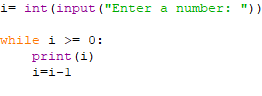 i= int(input("Enter a number: "))
while i >= 0:
    print(i)
    i=i-1